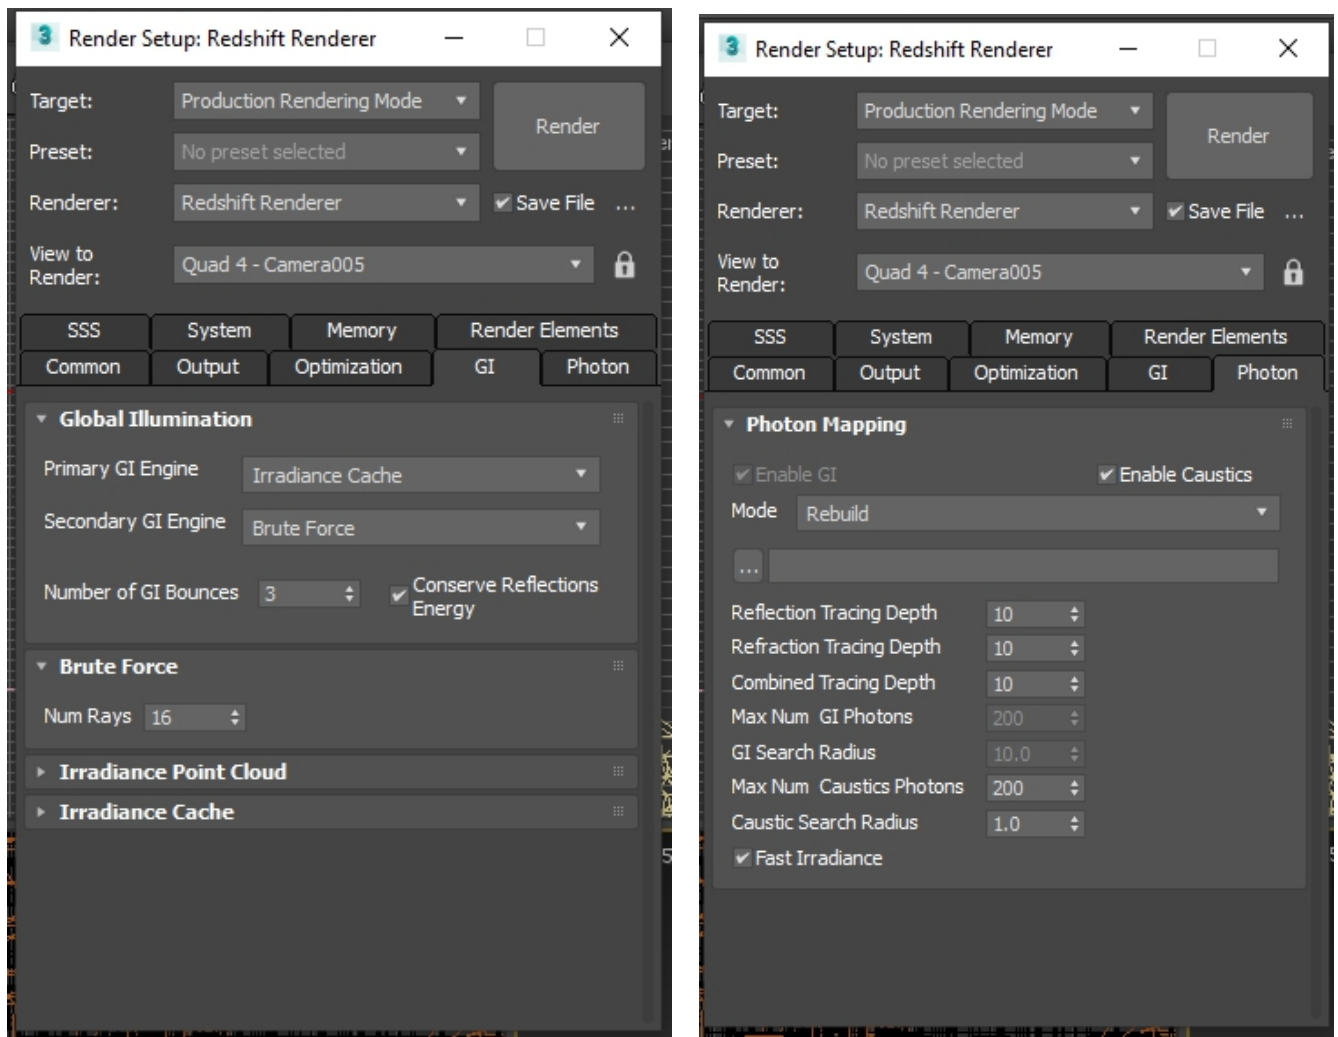 3 Render Setup: Redshift Renderer
Target: Production Rendering Mode
Render
Preset: No preset selected
Renderer: Redshift Renderer
Save File ...
View to
Render:
Quad 4 - Camera005
SSS System Memory Render Elements
Common Output Optimization GI Photon
Global Illumination
Primary GI Engine Irradiance Cache
Secondary GI Engine Brute Force
Number of GI Bounces 3
Conserve Reflections
Energy
Brute Force
Num Rays 16
Irradiance Point Cloud
Irradiance Cache
3 Render Setup: Redshift Renderer
Target: Production Rendering Mode
Render
Preset: No preset selected
Renderer: Redshift Renderer
Save File ...
View to
Render:
Quad 4 - Camera005
SSS System Memory Render Elements
Common Output Optimization GI Photon
Photon Mapping
Enable GI Enable Caustics
Mode Rebuild
...
Reflection Tracing Depth 10
Refraction Tracing Depth 10
Combined Tracing Depth 10
Max Num GI Photons 200
GI Search Radius 10.0
Max Num Caustics Photons 200
Caustic Search Radius 1.0
Fast Irradiance